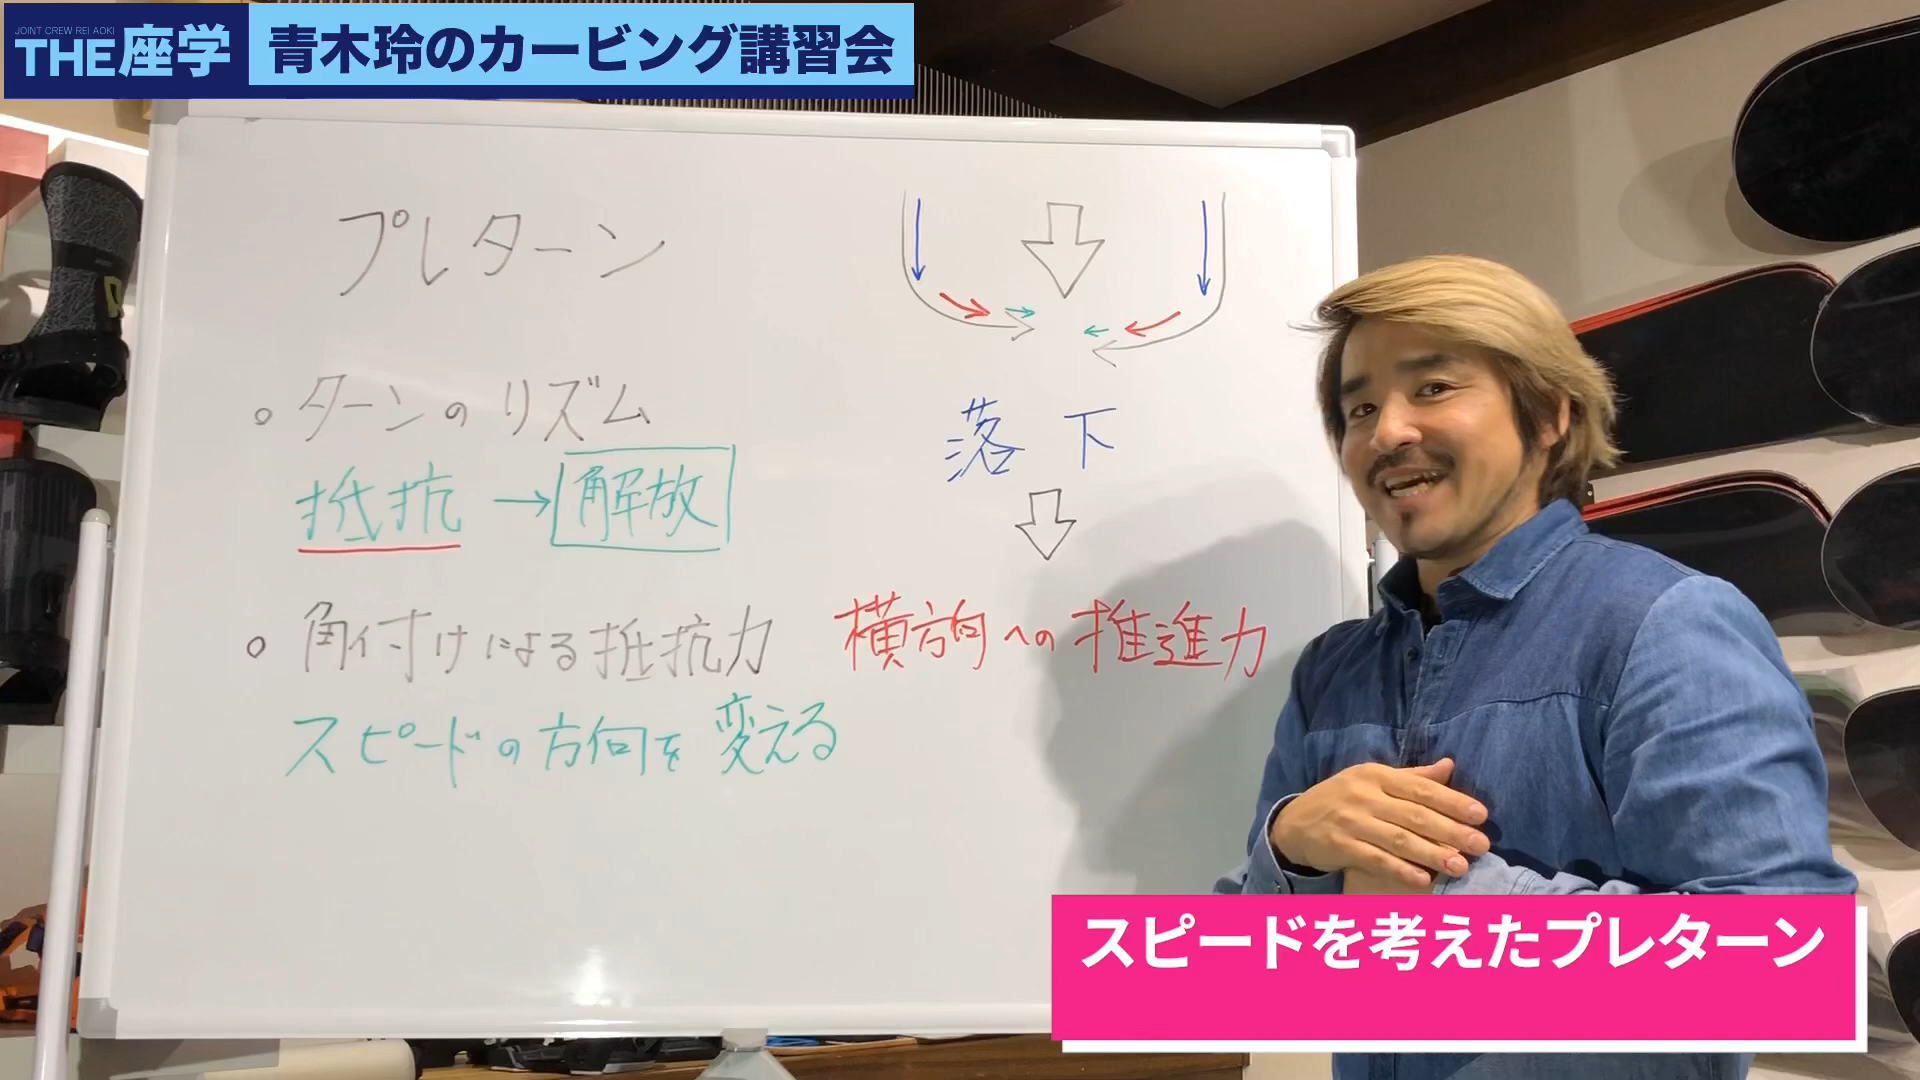 JOINT CREW REI AOKI
THE座学
青木玲のカービング講習会
プレターン
○ ターンのリズム
抵抗 → 解放
○ 角付けによる抵抗力
スピードの方向を変える
落下
横方向への推進力
スピードを考えたプレターン